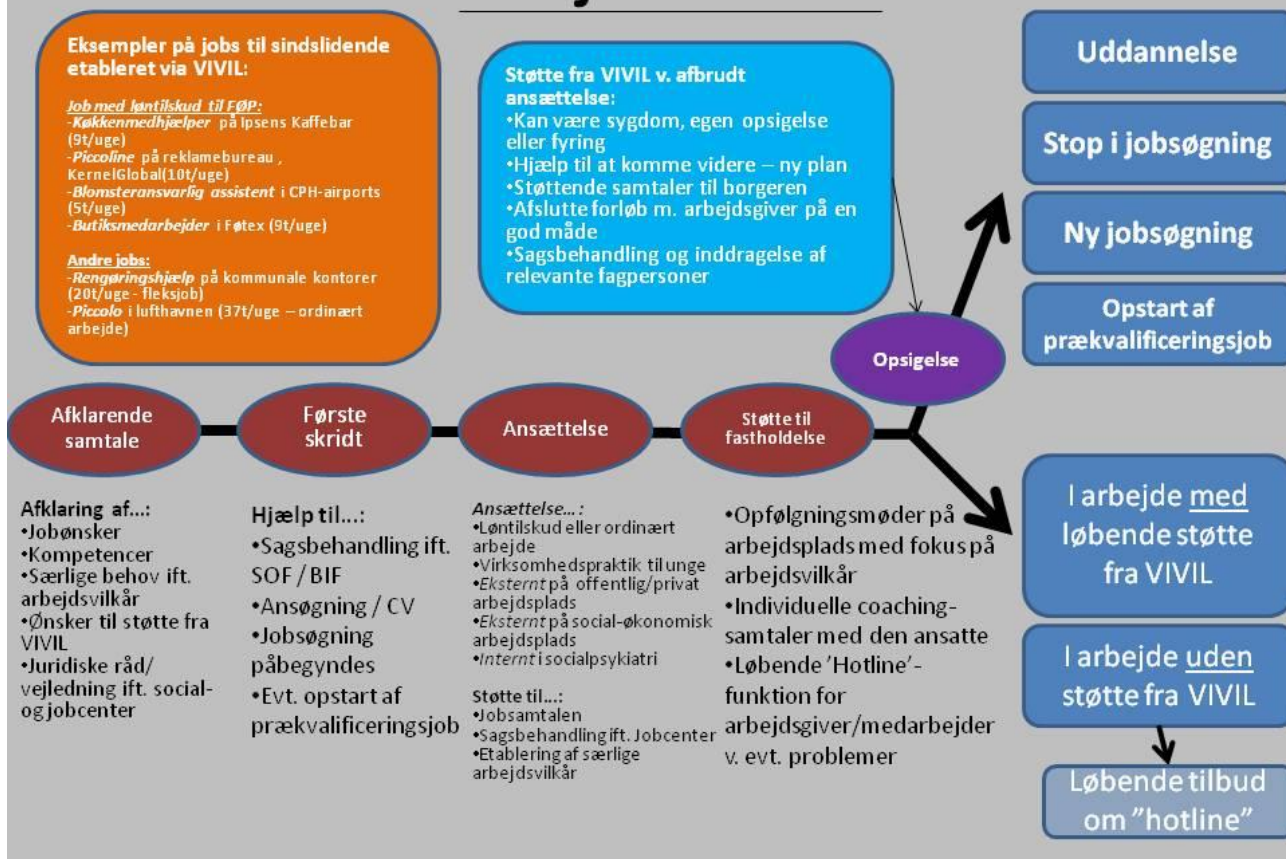 Eksempler på jobs til sindslidende
etableret via VIVIL:
Job med løntilskud til FØP:
-Køkkenmedhjælper på Ipsens Kaffebar
(9t/uge)
-Piccoline på reklamebureau ,
KernelGlobal(10t/uge)
-Blomsteransvarlig assistent i CPH-airports
(5t/uge)
-Butiksmedarbejder i Føtex (9t/uge)
Andre jobs:
-Rengøringshjælp på kommunale kontorer
(20t/uge - fleksjob)
-Piccolo i lufthavnen (37t/uge – ordinært
arbejde)
Støtte fra VIVIL v. afbrudt
ansættelse:
•Kan være sygdom, egen opsigelse
eller fyring
•Hjælp til at komme videre – ny plan
•Støttende samtaler til borgeren
•Afslutte forløb m. arbejdsgiver på en
god måde
•Sagsbehandling og inddragelse af
relevante fagpersoner
Uddannelse
Stop i jobsøgning
Ny jobsøgning
Opstart af
prækvalificeringsjob
Opsigelse
Afklarende
samtale
Første
skridt
Ansættelse
Støtte til
fastholdelse
Afklaring af...:
•Jobønsker
•Kompetencer
•Særlige behov ift.
arbejdsvilkår
•Ønsker til støtte fra
VIVIL
•Juridiske råd/
vejledning ift. social-
og jobcenter
Hjælp til...:
•Sagsbehandling ift.
SOF / BIF
•Ansøgning / CV
•Jobsøgning
påbegyndes
•Evt. opstart af
prækvalificeringsjob
Ansættelse...:
•Løntilskud eller ordinært
arbejde
•Virksomhedspraktik til unge
•Eksternt på offentlig/privat
arbejdsplads
•Eksternt på social-økonomisk
arbejdsplads
•Internt i socialpsykiatri
Støtte til...:
•Jobsamtalen
•Sagsbehandling ift. Jobcenter
•Etablering af særlige
arbejdsvilkår
•Opfølgningsmøder på
arbejdsplads med fokus på
arbejdsvilkår
•Individuelle coaching-
samtaler med den ansatte
•Løbende 'Hotline'-
funktion for
arbejdsgiver/medarbejder
v. evt. problemer
I arbejde med
løbende støtte
fra VIVIL
I arbejde uden
støtte fra VIVIL
Løbende tilbud
om ”hotline”